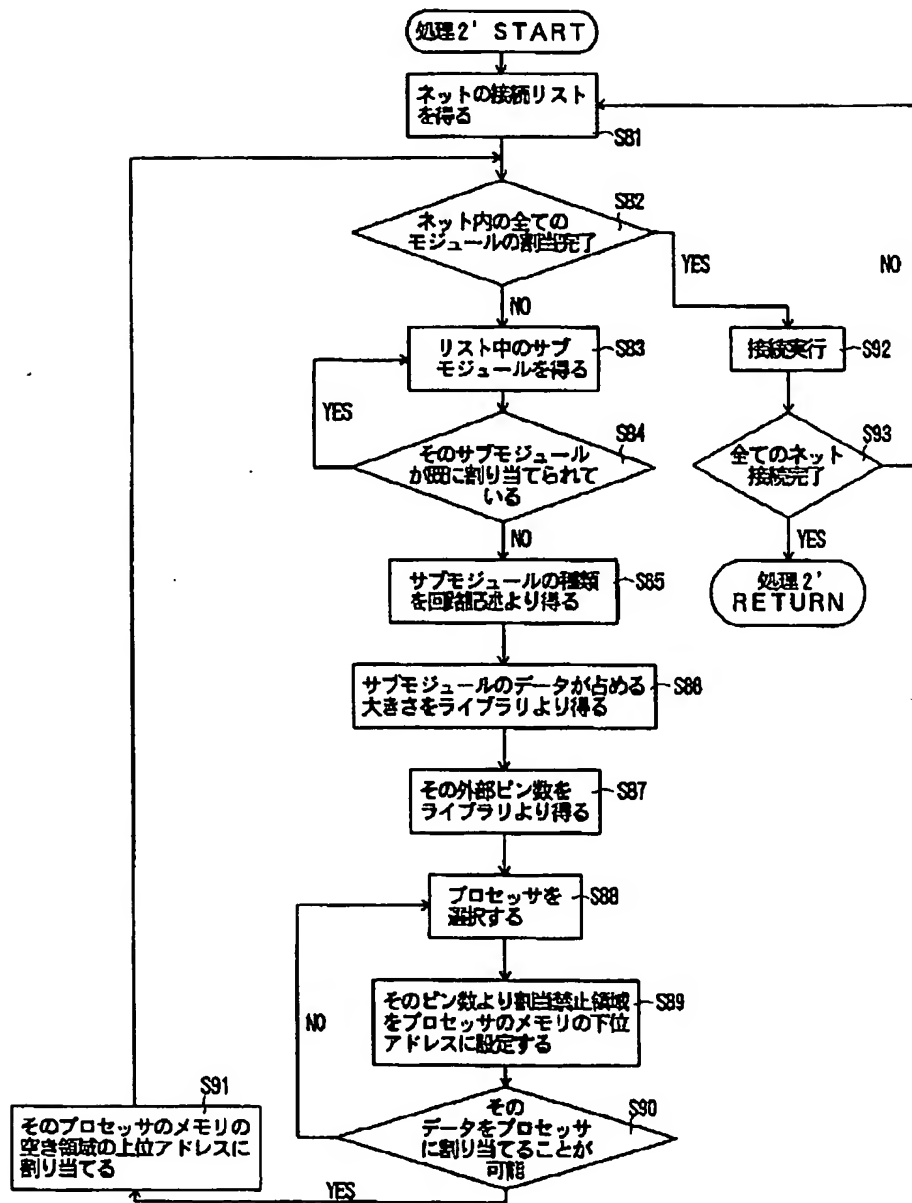 処理2' START
ネットの接続リスト
を得る
S81
S82
ネット内の全ての
モジュールの割当完了
YES
NO
NO
リスト中のサブ
モジュールを得る
S83
接続実行
S92
YES
S84
そのサブモジュール
が既に割り当てられて
いる
S93
全てのネット
接続完了
NO
YES
サブモジュールの種類
を回路記述より得る
S85
処理2'
RETURN
サブモジュールのデータが占める
大きさをライブラリより得る
S86
その外部ピン数を
ライブラリより得る
S87
プロセッサを
選択する
S88
そのピン数より割当禁止領域
をプロセッサのメモリの下位
アドレスに設定する
S89
NO
S91
そのプロセッサのメモリの
空き領域の上位アドレスに
割り当てる
S90
その
データをプロセッサ
に割り当てることが
可能
YES